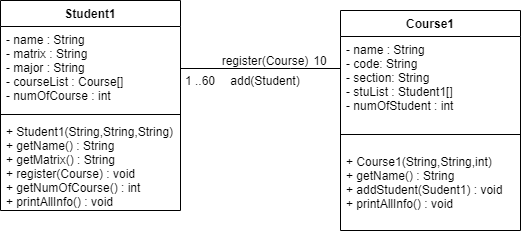 Student1
- name : String
- matrix : String
- major : String
- courseList : Course[]
- numOfCourse : int
+ Student1(String,String,String)
+ getName() : String
+ getMatrix() : String
+ register(Course) : void
+ getNumOfCourse() : int
+ printAllInfo() : void
register(Course) 10
1 ..60 add(Student)
Course1
- name : String
- code: String
- section: String
- stuList : Student1[]
- numOfStudent : int
+ Course1(String,String,int)
+ getName() : String
+ addStudent(Sudent1) : void
+ printAllInfo() : void